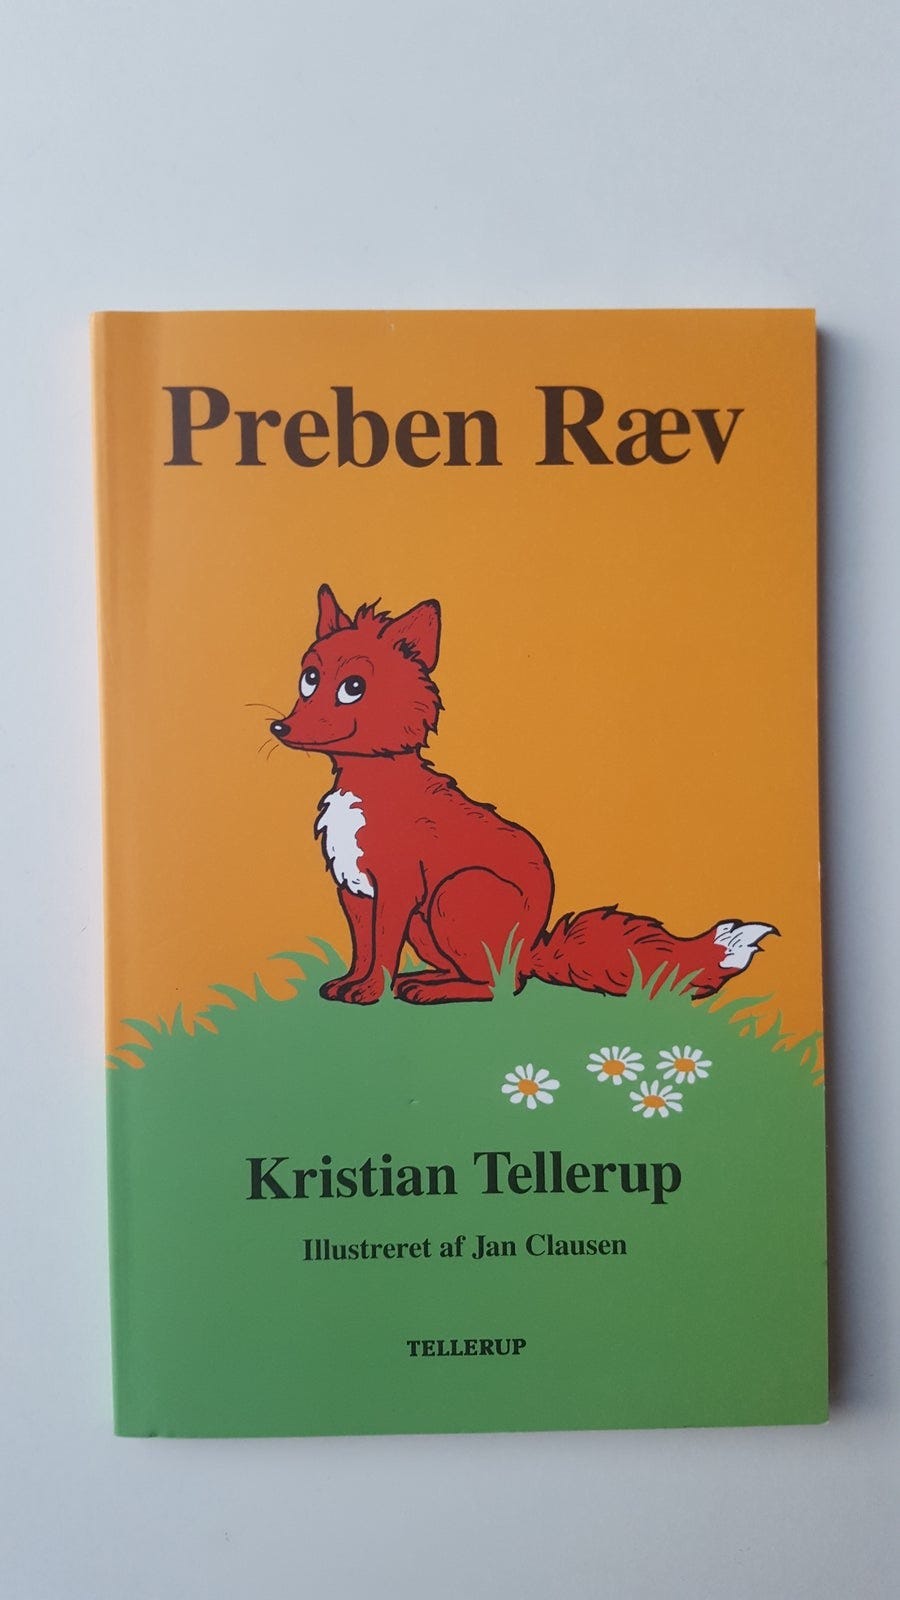 Preben Ræv
Kristian Tellerup
Illustreret af Jan Clausen
TELLERUP